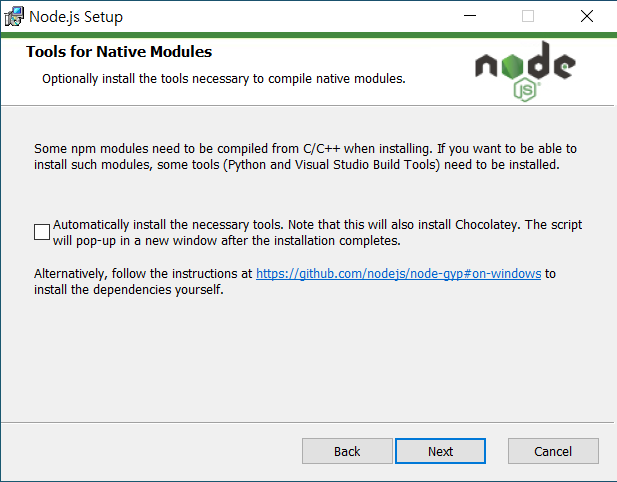 Node.js Setup
Tools for Native Modules
Optionally install the tools necessary to compile native modules.
node
JS
Some npm modules need to be compiled from C/C++ when installing. If you want to be able to
install such modules, some tools (Python and Visual Studio Build Tools) need to be installed.
Automatically install the necessary tools. Note that this will also install Chocolatey. The script
will pop-up in a new window after the installation completes.
Alternatively, follow the instructions at https://github.com/nodejs/node-gyp#on-windows to
install the dependencies yourself.
Back Next Cancel